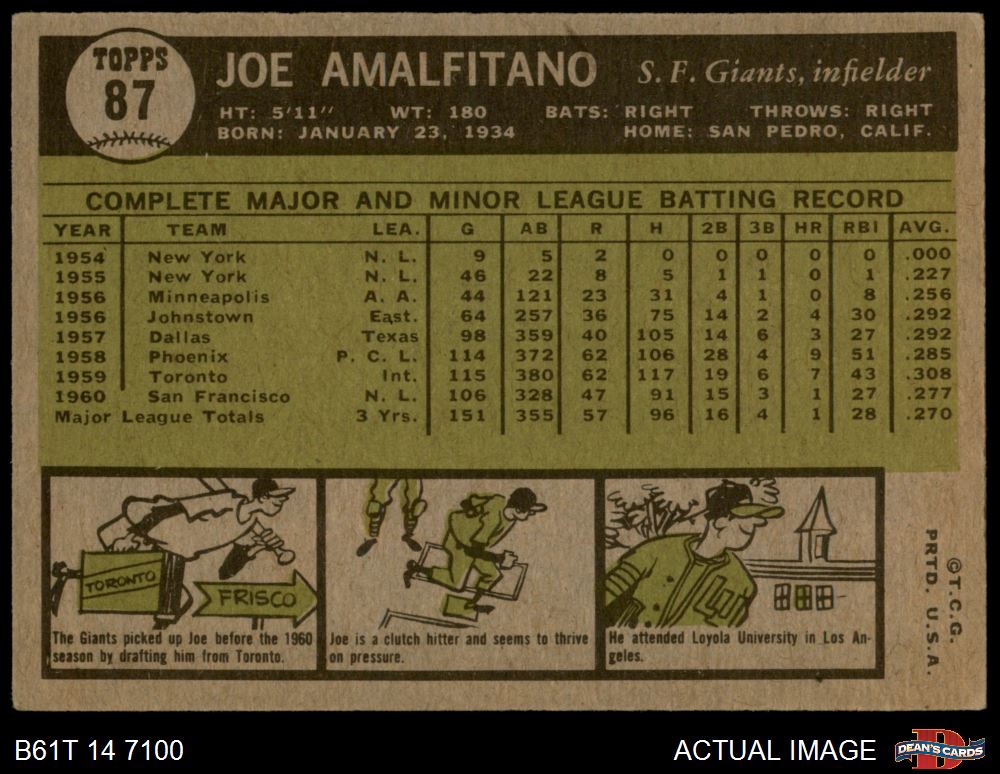 TOPPS
87
JOE AMALFITANO S. F. Giants, infielder
HT: 5'11" WT: 180 BATS: RIGHT THROWS: RIGHT
BORN: JANUARY 23, 1934 HOME: SAN PEDRO, CALIF.
COMPLETE MAJOR AND MINOR LEAGUE BATTING RECORD
YEAR TEAM LEA. G AB R H 2B 3B HR RBI AVG.
1954 New York N. L. 9 5 2 0 0 0 0 0 .000
1955 New York N. L. 46 22 8 5 1 1 0 1 .227
1956 Minneapolis A. A. 44 121 23 31 4 1 0 8 .256
1956 Johnstown East. 64 257 36 75 14 2 4 30 .292
1957 Dallas Texas 98 359 40 105 14 6 3 27 .292
1958 Phoenix P. C. L. 114 372 62 106 28 4 9 51 .285
1959 Toronto Int. 115 380 62 117 19 6 7 43 .308
1960 San Francisco N. L. 106 328 47 91 15 3 1 27 .277
Major League Totals 3 Yrs. 151 355 57 96 16 4 1 28 .270
TORONTO
FRISCO
The Giants picked up Joe before the 1960
season by drafting him from Toronto.
Joe is a clutch hitter and seems to thrive
on pressure.
He attended Loyola University in Los An-
geles.
©T.C.G.
PRTD. U.S.A.
B61T 14 7100
ACTUAL IMAGE
DEAN'S CARDS